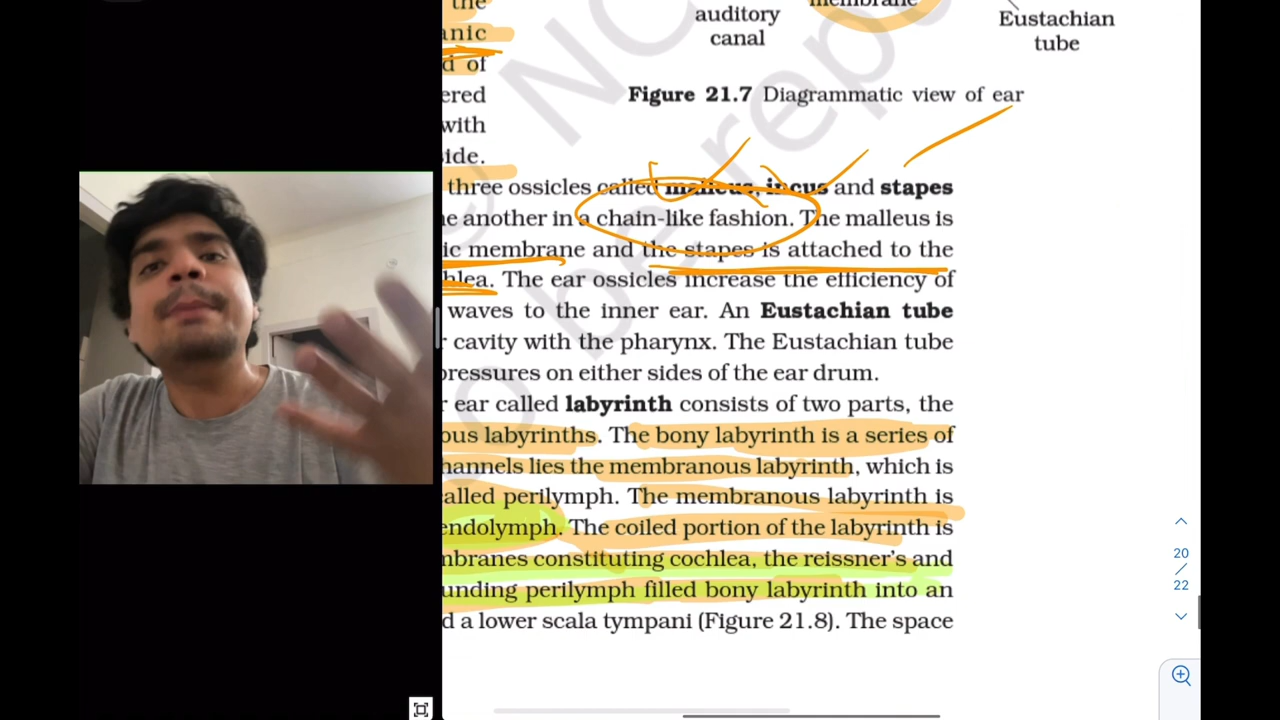 the
auditory
canal
membrane
Eustachian
tube
anic
d of
ered
with
side.
Figure 21.7 Diagrammatic view of ear
three ossicles called malleus, incus and stapes
ne another in a chain-like fashion. The malleus is
ic membrane and the stapes is attached to the
hlea. The ear ossicles increase the efficiency of
waves to the inner ear. An Eustachian tube
r cavity with the pharynx. The Eustachian tube
pressures on either sides of the ear drum.
r ear called labyrinth consists of two parts, the
ous labyrinths. The bony labyrinth is a series of
hannels lies the membranous labyrinth, which is
alled perilymph. The membranous labyrinth is
endolymph. The coiled portion of the labyrinth is
mbranes constituting cochlea, the reissner's and
unding perilymph filled bony labyrinth into an
d a lower scala tympani (Figure 21.8). The space
20
22